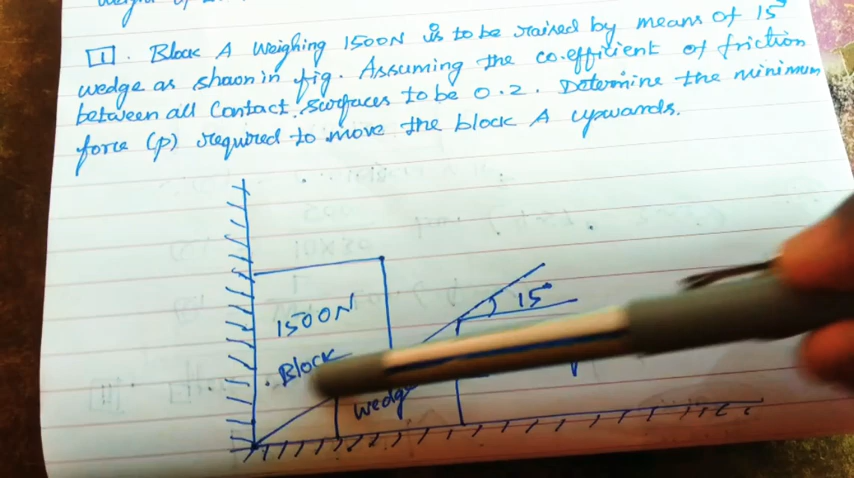 1. Block A Weighing 1500N is to be raised by means of 15°
wedge as shown in fig. Assuming the co.efficient of friction
between all contact surfaces to be 0.2. Determine the minimum
force (p) required to move the block A upwards.
1500N
15°
Block
wedge